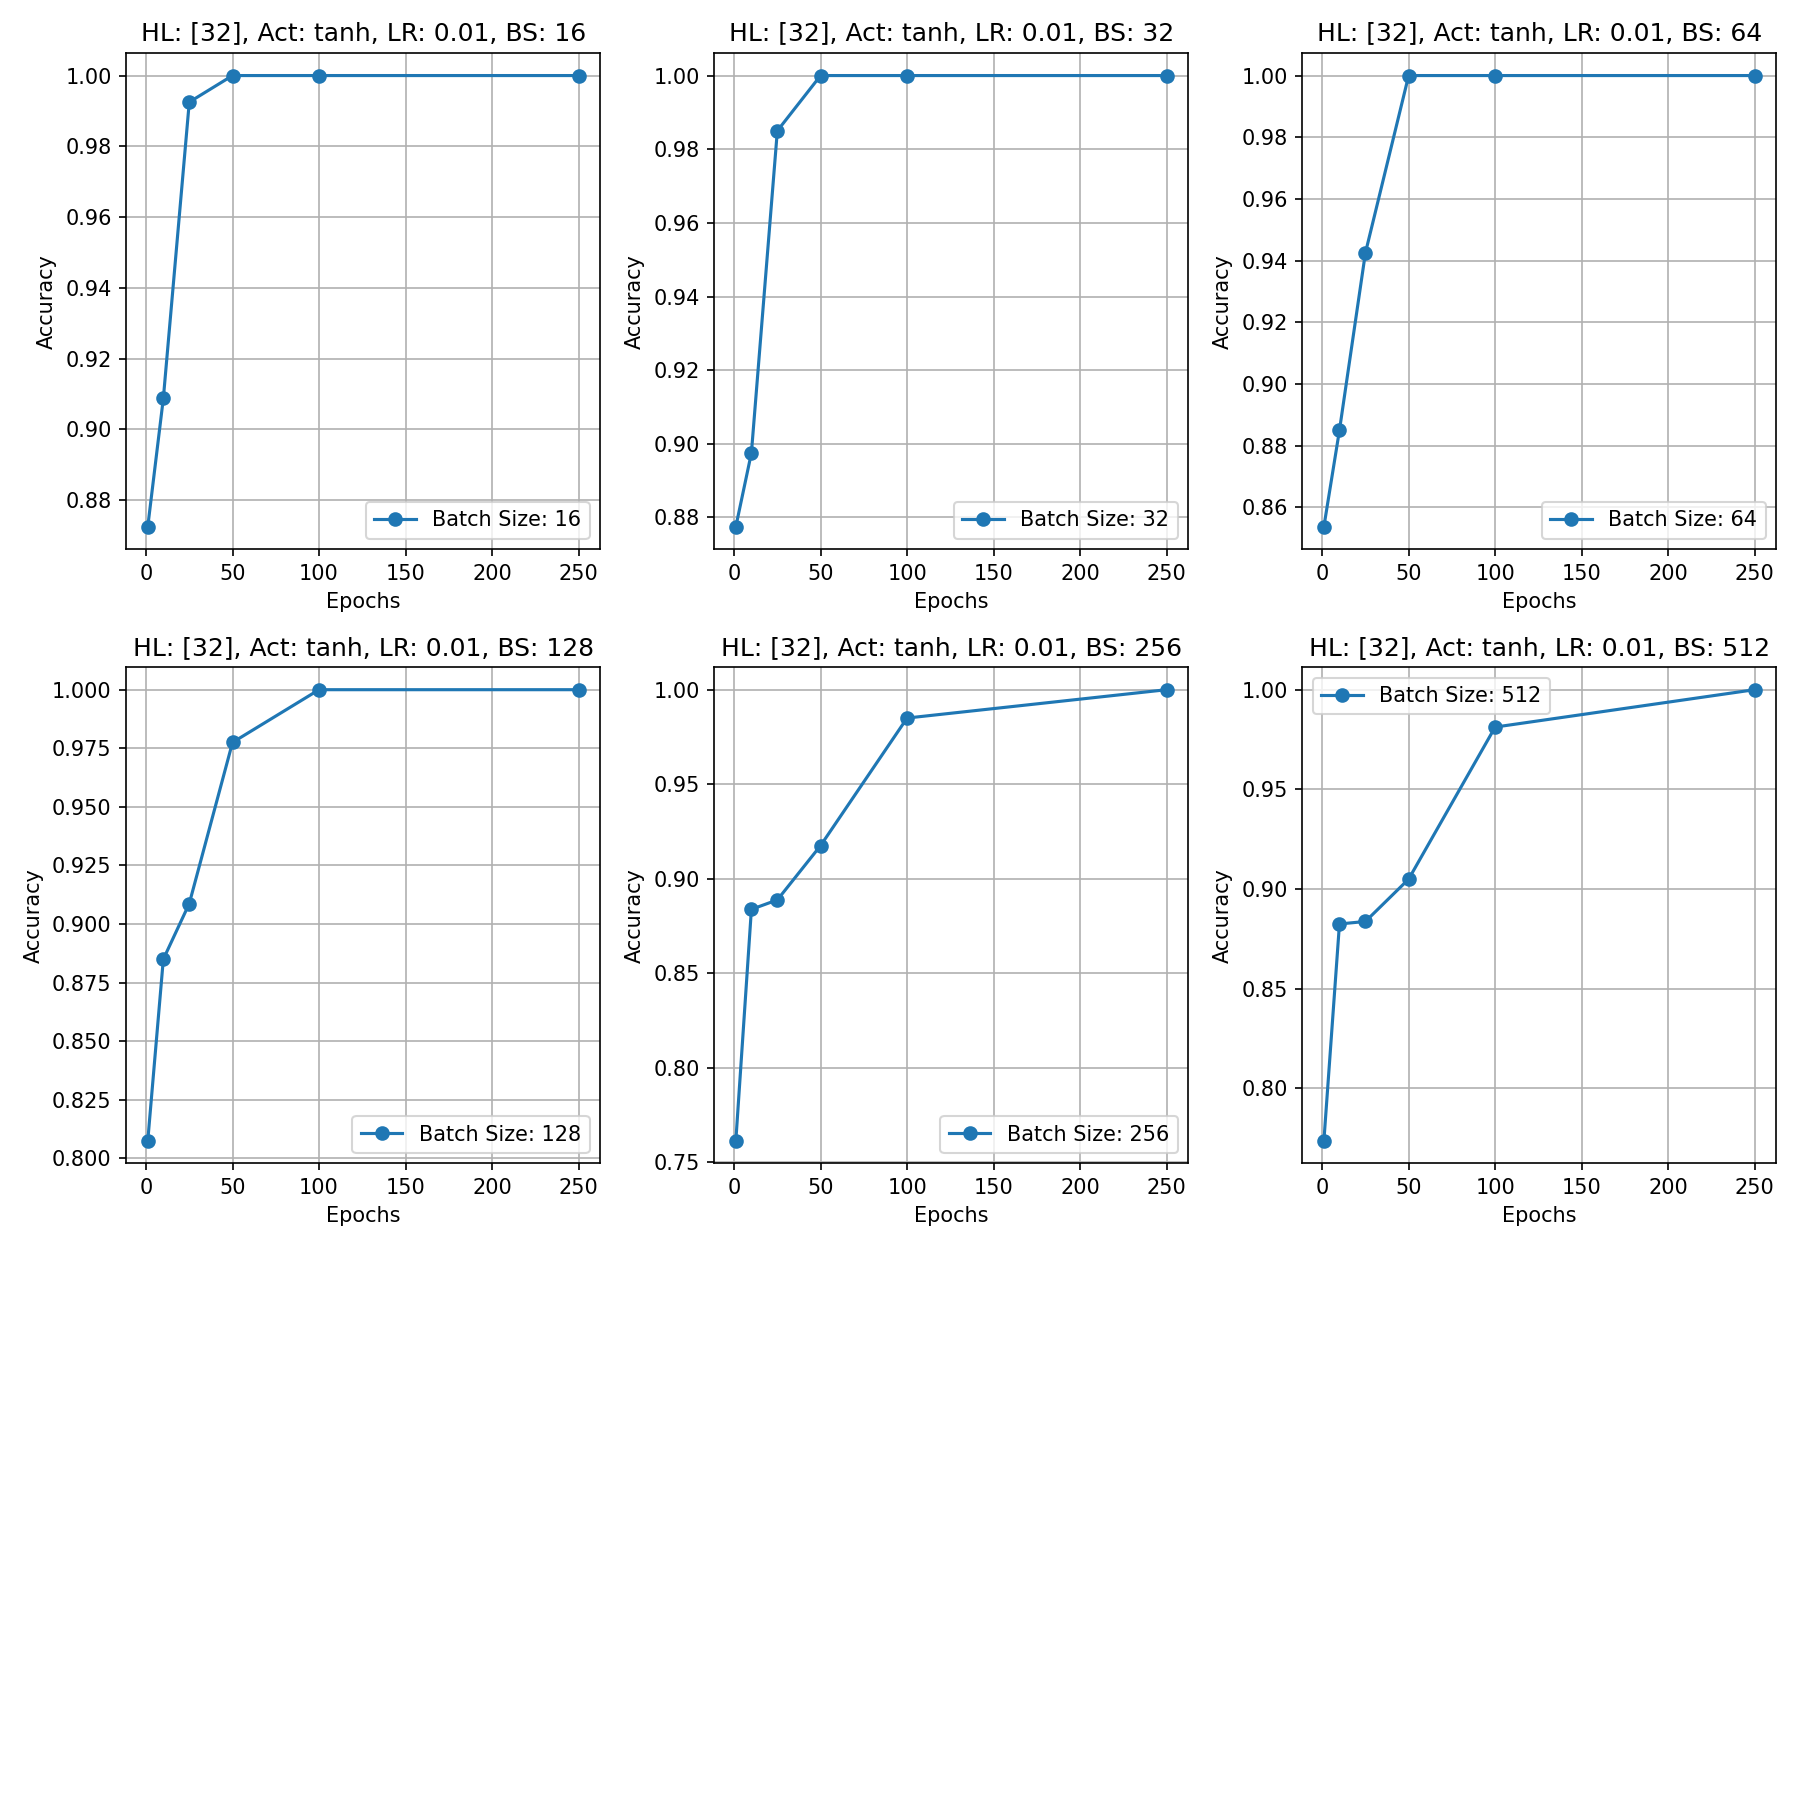 HL: [32], Act: tanh, LR: 0.01, BS: 16
1.00
0.98
0.96
0.94
0.92
0.90
0.88
Accuracy
Batch Size: 16
0 50 100 150 200 250
Epochs
HL: [32], Act: tanh, LR: 0.01, BS: 32
1.00
0.98
0.96
0.94
0.92
0.90
0.88
Accuracy
Batch Size: 32
0 50 100 150 200 250
Epochs
HL: [32], Act: tanh, LR: 0.01, BS: 64
1.00
0.98
0.96
0.94
0.92
0.90
0.88
0.86
Accuracy
Batch Size: 64
0 50 100 150 200 250
Epochs
HL: [32], Act: tanh, LR: 0.01, BS: 128
1.000
0.975
0.950
0.925
0.900
0.875
0.850
0.825
0.800
Accuracy
Batch Size: 128
0 50 100 150 200 250
Epochs
HL: [32], Act: tanh, LR: 0.01, BS: 256
1.00
0.95
0.90
0.85
0.80
0.75
Accuracy
Batch Size: 256
0 50 100 150 200 250
Epochs
HL: [32], Act: tanh, LR: 0.01, BS: 512
Batch Size: 512
1.00
0.95
0.90
0.85
0.80
Accuracy
0 50 100 150 200 250
Epochs